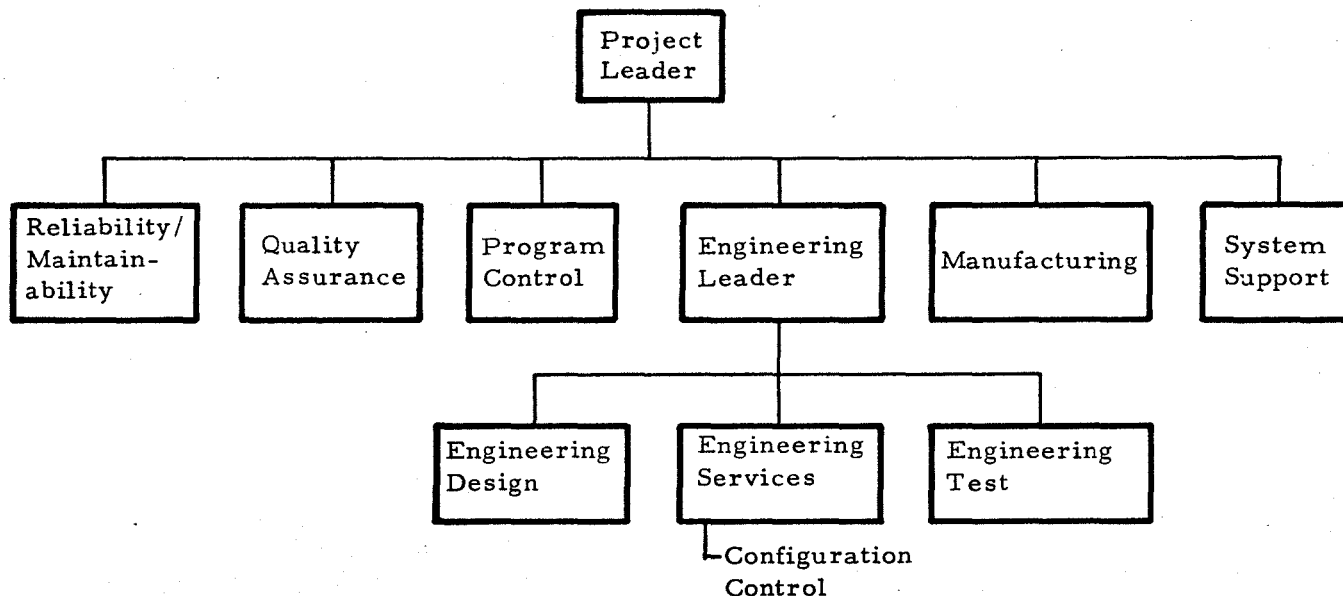 Project
Leader
Reliability/
Maintain-
ability
Quality
Assurance
Program
Control
Engineering
Leader
Manufacturing
System
Support
Engineering
Design
Engineering
Services
Engineering
Test
Configuration
Control